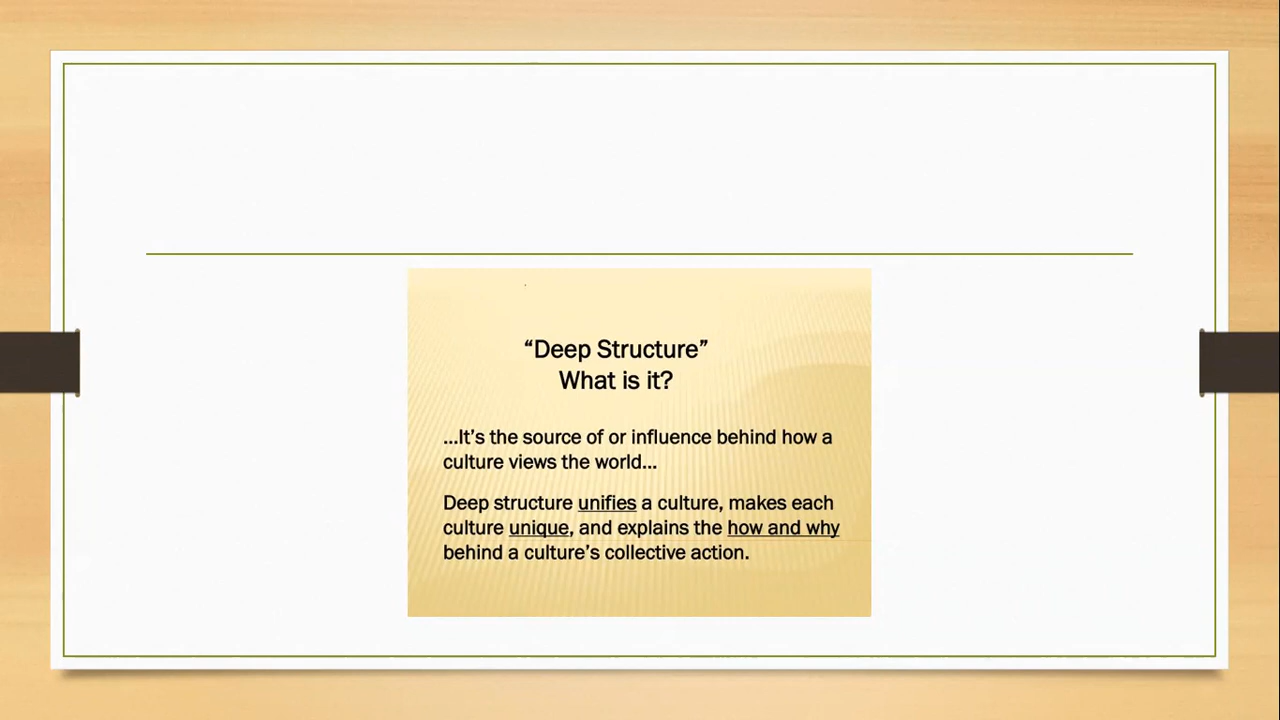 “Deep Structure”
What is it?
...It’s the source of or influence behind how a
culture views the world...
Deep structure unifies a culture, makes each
culture unique, and explains the how and why
behind a culture’s collective action.